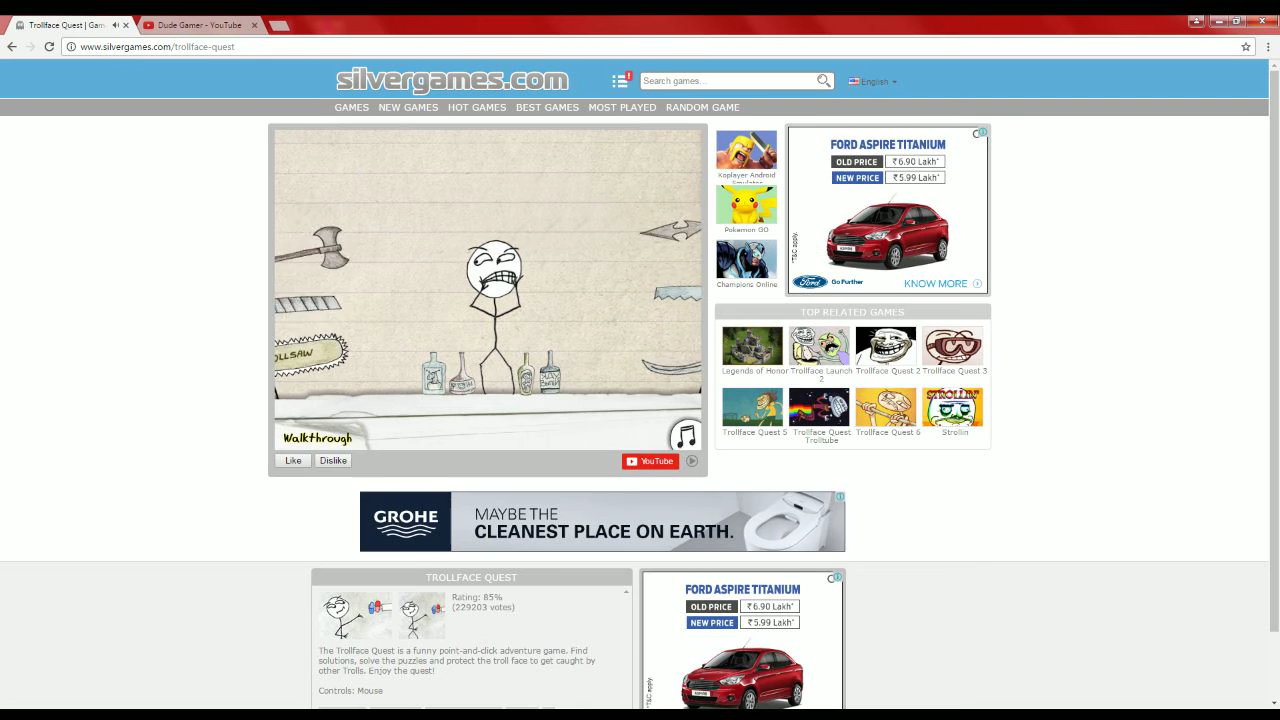 Trollface Quest | Gam
Dude Gamer - YouTube
www.silvergames.com/trollface-quest
silvergames.com
!
Search games...
English
GAMES NEW GAMES HOT GAMES BEST GAMES MOST PLAYED RANDOM GAME
OLLSAW
Walkthrough
Like
Dislike
YouTube
Koplayer Android
Emulator
Pokemon GO
Champions Online
FORD ASPIRE TITANIUM
OLD PRICE ₹6.90 Lakh*
NEW PRICE ₹5.99 Lakh*
*T&C apply.
Ford
Go Further
KNOW MORE
TOP RELATED GAMES
Legends of Honor
Trollface Launch
2
Trollface Quest 2
Trollface Quest 3
STROLLIN'
Trollface Quest 5
Trollface Quest
Trolltube
Trollface Quest 6
Strollin
GROHE
MAYBE THE
CLEANEST PLACE ON EARTH.
TROLLFACE QUEST
Rating: 85%
(229203 votes)
The Trollface Quest is a funny point-and-click adventure game. Find
solutions, solve the puzzles and protect the troll face to get caught by
other Trolls. Enjoy the quest!
Controls: Mouse
FORD ASPIRE TITANIUM
OLD PRICE ₹6.90 Lakh*
NEW PRICE ₹5.99 Lakh*
*T&C apply.